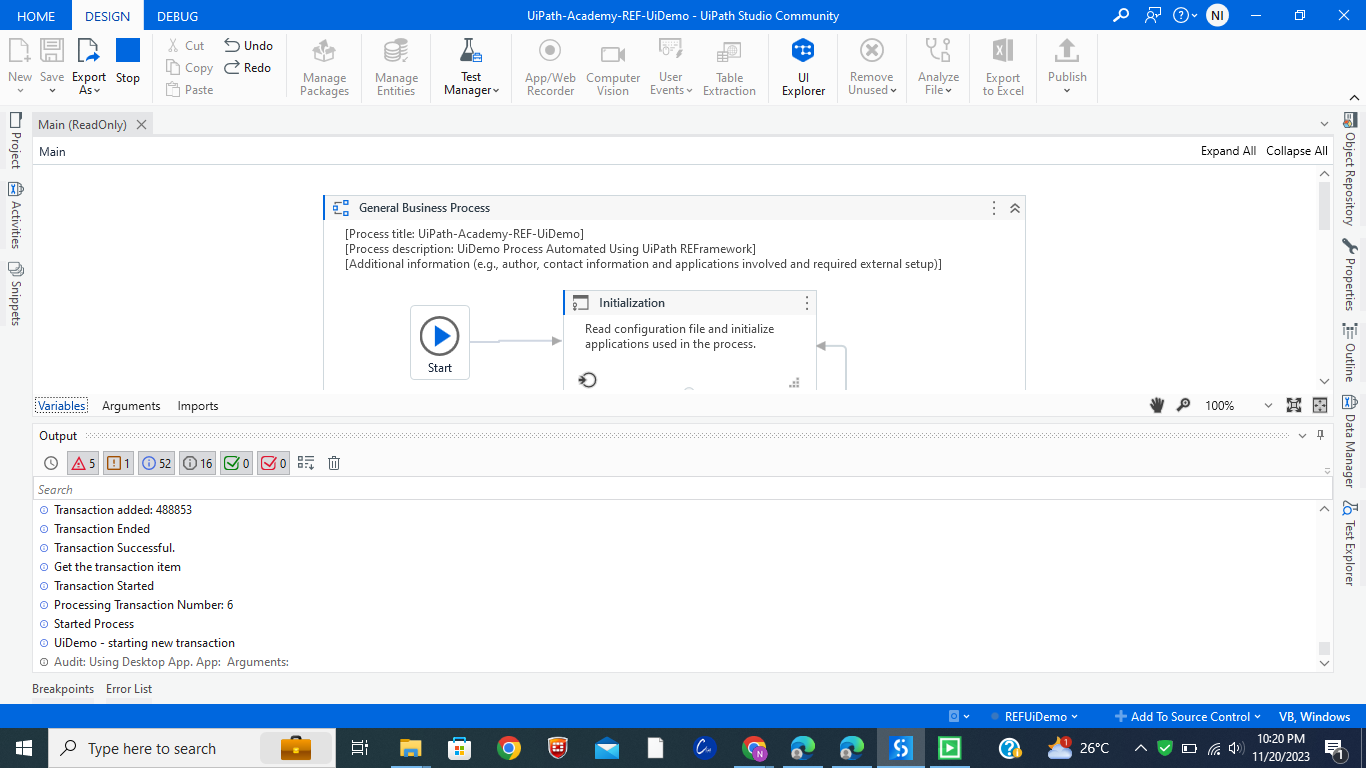 HOME DESIGN DEBUG UiPath-Academy-REF-UiDemo - UiPath Studio Community NI
New Save Export As Stop
Cut
Copy
Paste
Undo
Redo
Manage Packages
Manage Entities
Test Manager
App/Web Recorder
Computer Vision
User Events
Table Extraction
UI Explorer
Remove Unused
Analyze File
Export to Excel
Publish
Main (ReadOnly)
Main Expand All Collapse All
Project
Activities
Snippets
General Business Process
[Process title: UiPath-Academy-REF-UiDemo]
[Process description: UiDemo Process Automated Using UiPath REFramework]
[Additional information (e.g., author, contact information and applications involved and required external setup)]
Initialization
Read configuration file and initialize
applications used in the process.
Start
Object Repository
Properties
Outline
Data Manager
Test Explorer
Variables Arguments Imports 100%
Output
5 1 52 16 0 0
Search
Transaction added: 488853
Transaction Ended
Transaction Successful.
Get the transaction item
Transaction Started
Processing Transaction Number: 6
Started Process
UiDemo - starting new transaction
Audit: Using Desktop App. App:  Arguments:
Breakpoints Error List
REFUiDemo Add To Source Control VB, Windows
Type here to search 1 26°C 10:20 PM
11/20/2023 1